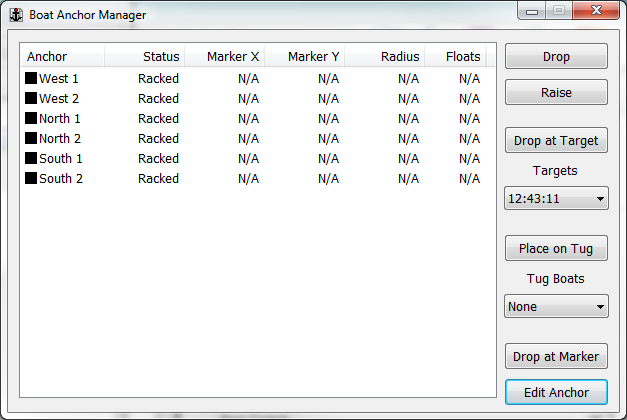 Boat Anchor Manager
Anchor Status Marker X Marker Y Radius Floats
West 1 Racked N/A N/A N/A N/A
West 2 Racked N/A N/A N/A N/A
North 1 Racked N/A N/A N/A N/A
North 2 Racked N/A N/A N/A N/A
South 1 Racked N/A N/A N/A N/A
South 2 Racked N/A N/A N/A N/A
Drop
Raise
Drop at Target
Targets
12:43:11
Place on Tug
Tug Boats
None
Drop at Marker
Edit Anchor